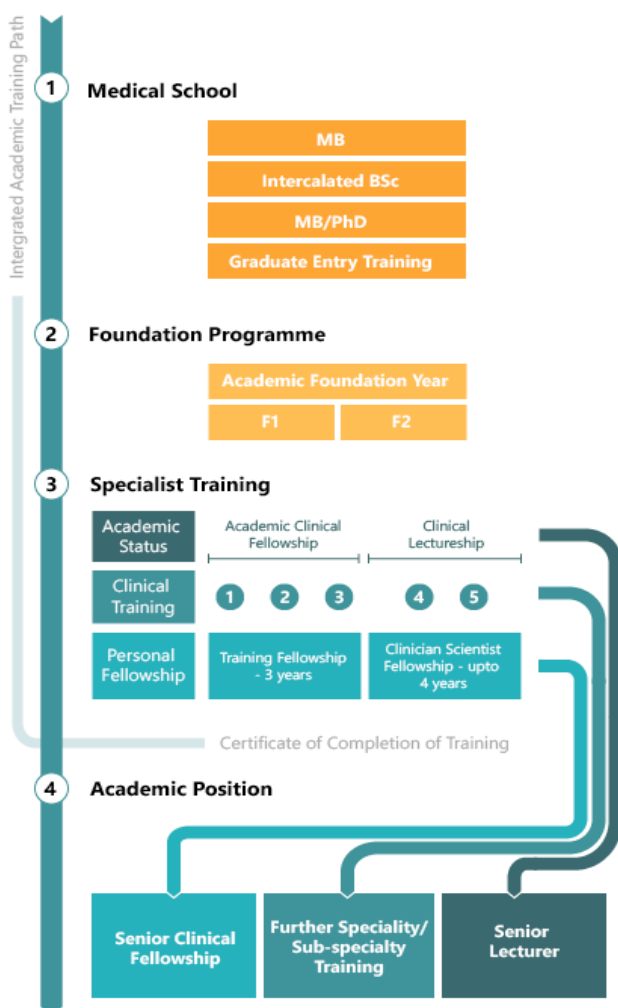 Intergrated Academic Training Path
1
Medical School
MB
Intercalated BSc
MB/PhD
Graduate Entry Training
2
Foundation Programme
Academic Foundation Year
F1
F2
3
Specialist Training
Academic
Status
Academic Clinical
Fellowship
Clinical
Lectureship
Clinical
Training
1
2
3
4
5
Personal
Fellowship
Training Fellowship
- 3 years
Clinician Scientist
Fellowship - upto
4 years
Certificate of Completion of Training
4
Academic Position
Senior Clinical
Fellowship
Further Speciality/
Sub-specialty
Training
Senior
Lecturer